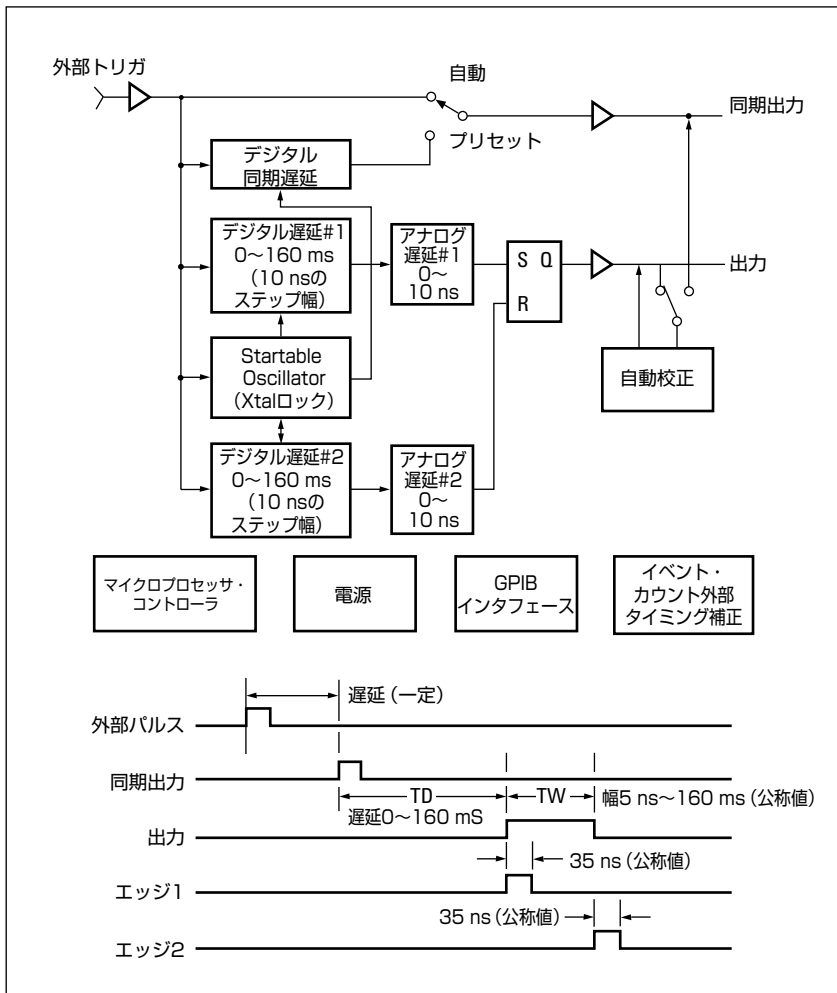 外部トリガ
自動
同期出力
プリセット
デジタル
同期遅延
デジタル遅延#1
0～160 ms
(10 nsの
ステップ幅)
アナログ
遅延#1
0～
10 ns
S Q
R
出力
Startable
Oscillator
(Xtalロック)
自動校正
デジタル遅延#2
0～160 ms
(10 nsの
ステップ幅)
アナログ
遅延#2
0～
10 ns
マイクロプロセッサ・
コントローラ
電源
GPIB
インタフェース
イベント・
カウント外部
タイミング補正
遅延（一定）
外部パルス
同期出力
TD
TW
幅5 ns～160 ms（公称値）
遅延0～160 mS
出力
35 ns（公称値）
エッジ1
35 ns（公称値）
エッジ2